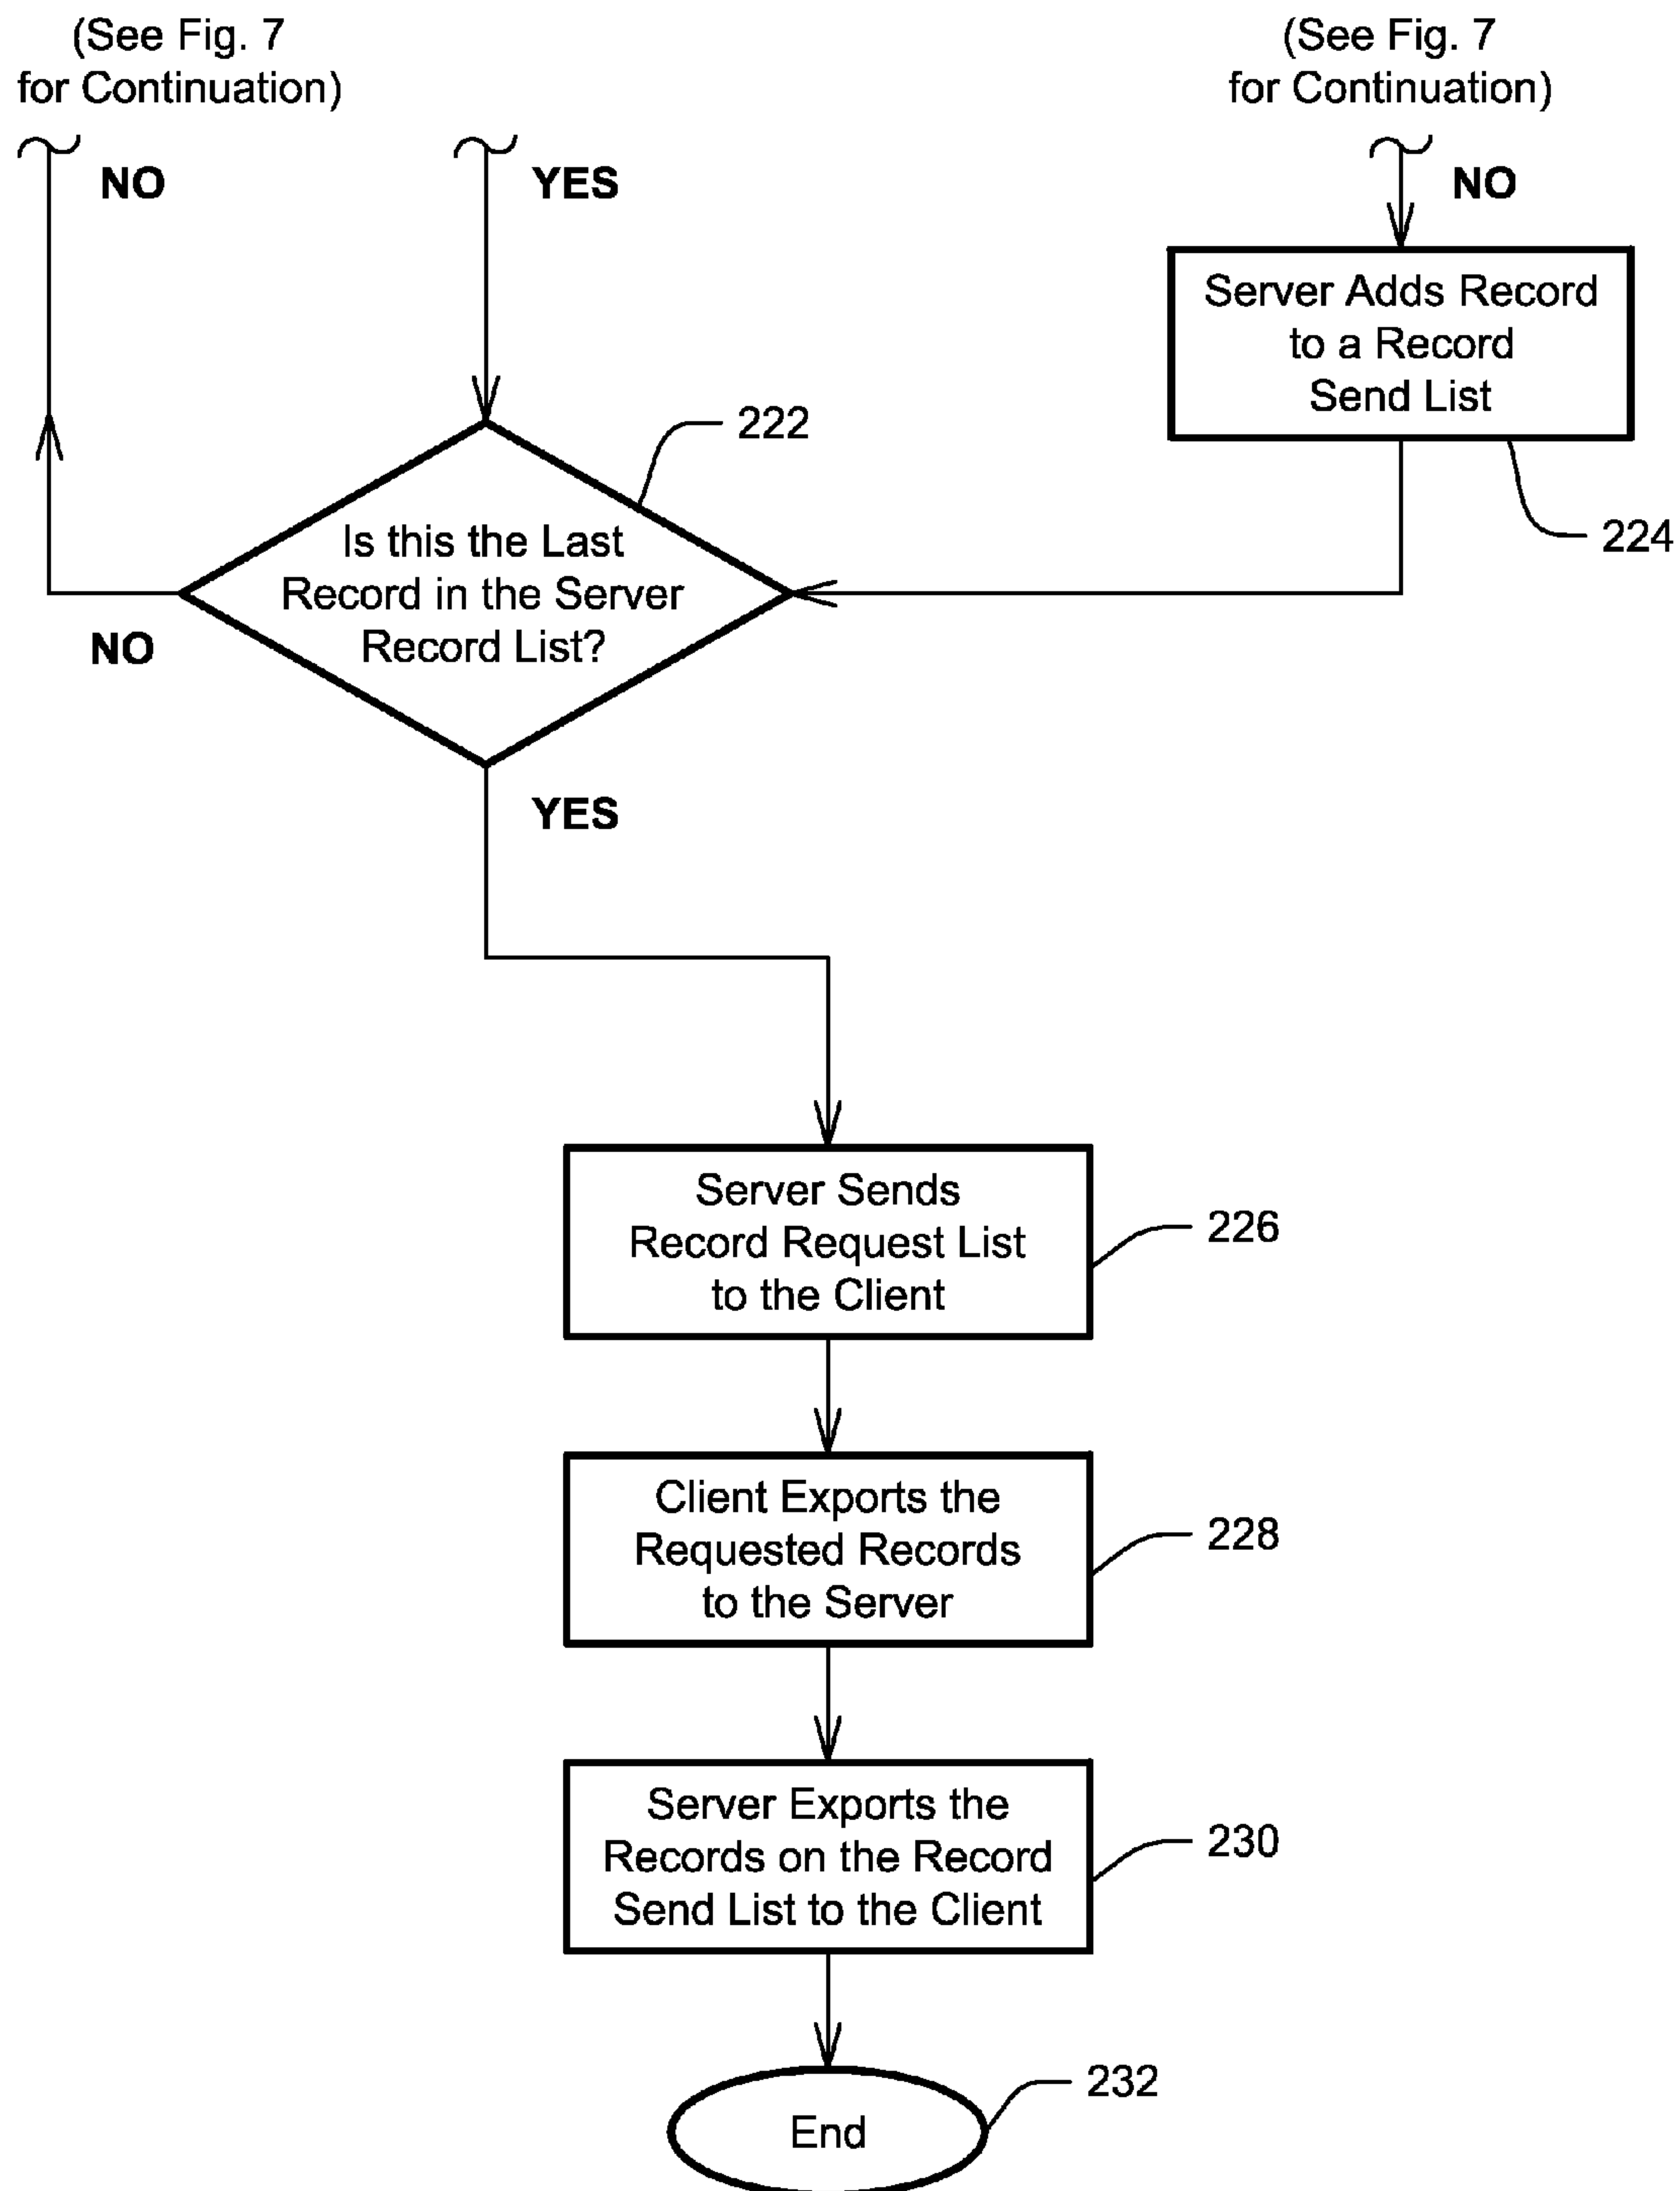 (See Fig. 7
for Continuation)
(See Fig. 7
for Continuation)
NO
YES
NO
Server Adds Record
to a Record
Send List
222
224
Is this the Last
Record in the Server
Record List?
NO
YES
Server Sends
Record Request List
to the Client
226
Client Exports the
Requested Records
to the Server
228
Server Exports the
Records on the Record
Send List to the Client
230
232
End